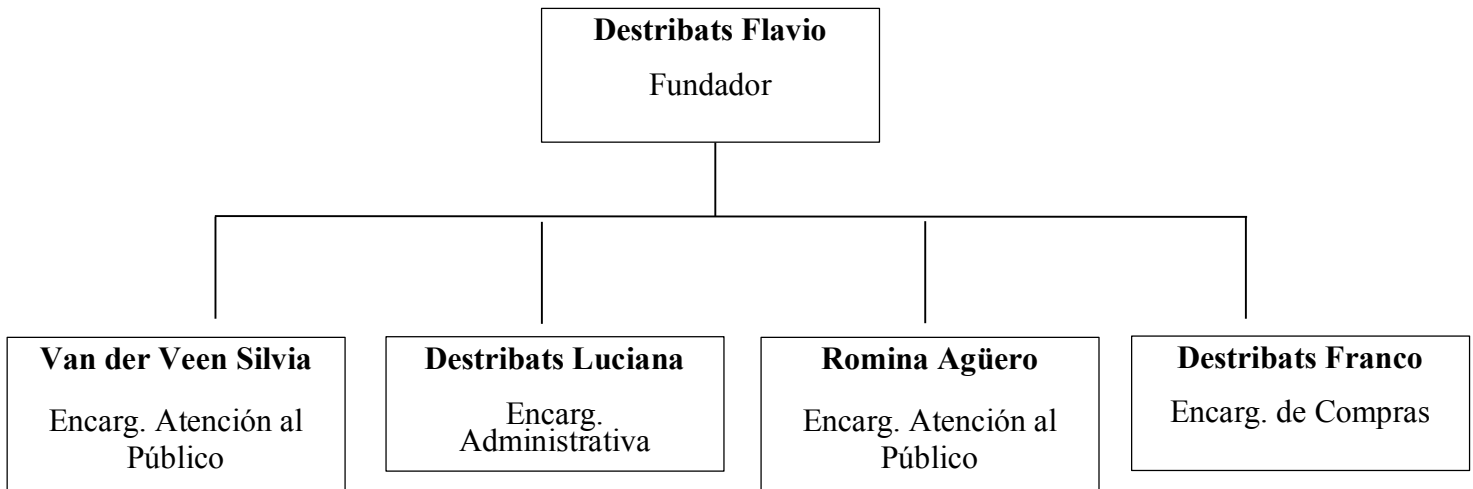 Destribats Flavio
Fundador
Van der Veen Silvia
Encarg. Atención al
Público
Destribats Luciana
Encarg.
Administrativa
Romina Agüero
Encarg. Atención al
Público
Destribats Franco
Encarg. de Compras